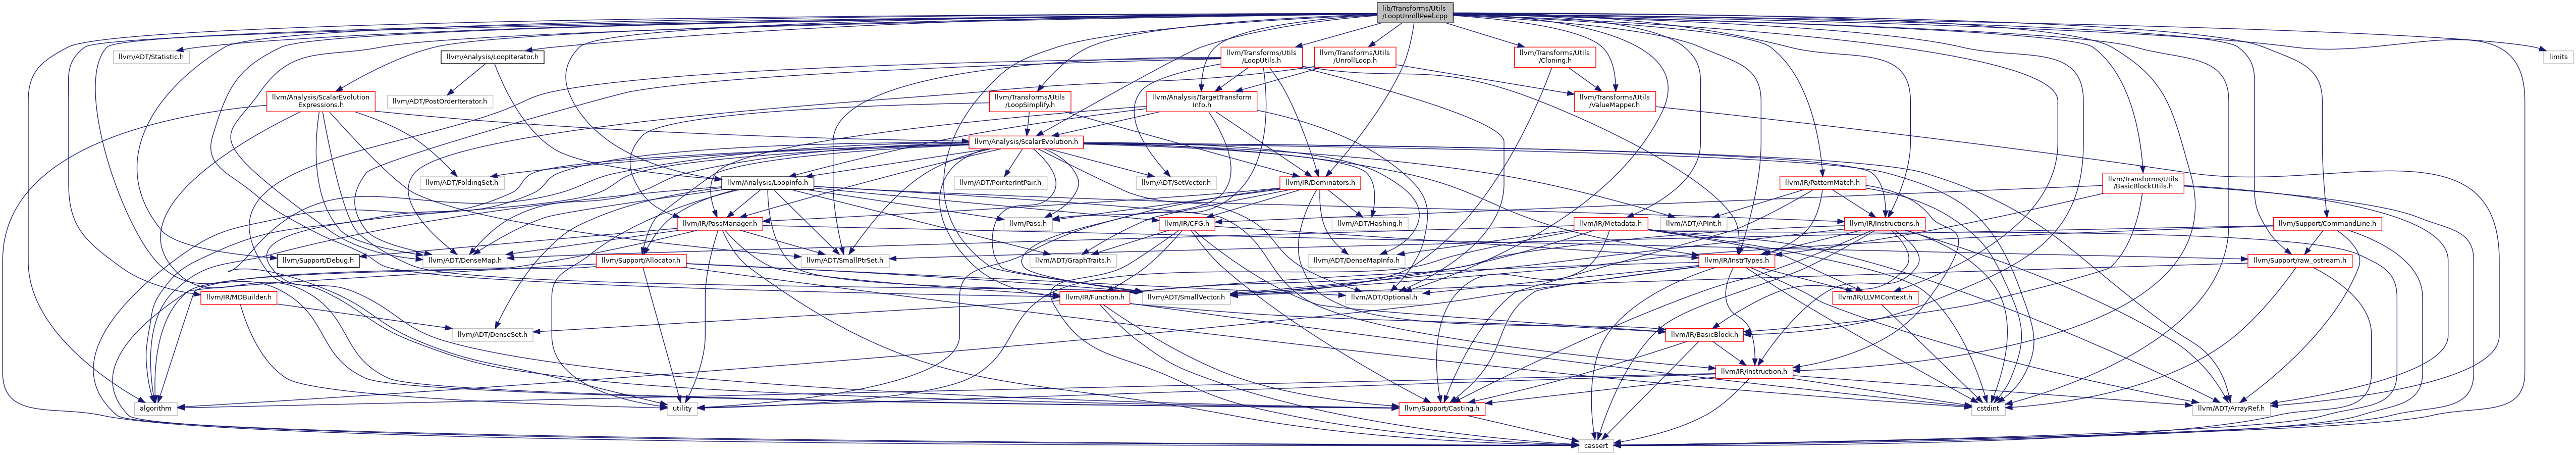 lib/Transforms/Utils
/LoopUnrollPeel.cpp
llvm/ADT/Statistic.h
llvm/Analysis/LoopIterator.h
llvm/Transforms/Utils
/LoopUtils.h
llvm/Transforms/Utils
/UnrollLoop.h
llvm/Transforms/Utils
/Cloning.h
limits
llvm/Analysis/ScalarEvolution
Expressions.h
llvm/ADT/PostOrderIterator.h
llvm/Transforms/Utils
/LoopSimplify.h
llvm/Analysis/TargetTransform
Info.h
llvm/Transforms/Utils
/ValueMapper.h
llvm/Analysis/ScalarEvolution.h
llvm/ADT/FoldingSet.h
llvm/Analysis/LoopInfo.h
llvm/ADT/PointerIntPair.h
llvm/ADT/SetVector.h
llvm/IR/Dominators.h
llvm/IR/PatternMatch.h
llvm/Transforms/Utils
/BasicBlockUtils.h
llvm/IR/PassManager.h
llvm/Pass.h
llvm/IR/CFG.h
llvm/ADT/Hashing.h
llvm/IR/Metadata.h
llvm/ADT/APInt.h
llvm/IR/Instructions.h
llvm/Support/CommandLine.h
llvm/Support/Debug.h
llvm/ADT/DenseMap.h
llvm/Support/Allocator.h
llvm/ADT/SmallPtrSet.h
llvm/ADT/GraphTraits.h
llvm/ADT/DenseMapInfo.h
llvm/IR/InstrTypes.h
llvm/Support/raw_ostream.h
llvm/IR/MDBuilder.h
llvm/IR/Function.h
llvm/ADT/SmallVector.h
llvm/ADT/Optional.h
llvm/IR/LLVMContext.h
llvm/ADT/DenseSet.h
llvm/IR/BasicBlock.h
llvm/IR/Instruction.h
algorithm
utility
llvm/Support/Casting.h
cstdint
llvm/ADT/ArrayRef.h
cassert